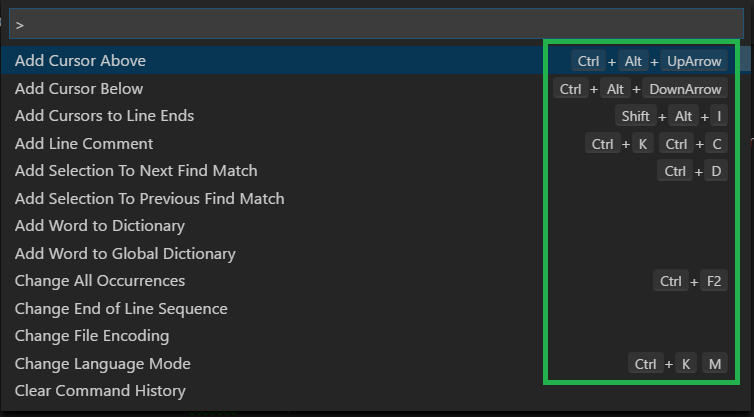 >
Add Cursor Above Ctrl + Alt + UpArrow
Add Cursor Below Ctrl + Alt + DownArrow
Add Cursors to Line Ends Shift + Alt + I
Add Line Comment Ctrl + K Ctrl + C
Add Selection To Next Find Match Ctrl + D
Add Selection To Previous Find Match
Add Word to Dictionary
Add Word to Global Dictionary
Change All Occurrences Ctrl + F2
Change End of Line Sequence
Change File Encoding
Change Language Mode Ctrl + K M
Clear Command History